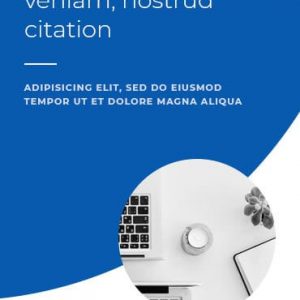 veniam, nostrud
citation
ADIPISICING ELIT, SED DO EIUSMOD
TEMPOR UT ET DOLORE MAGNA ALIQUA